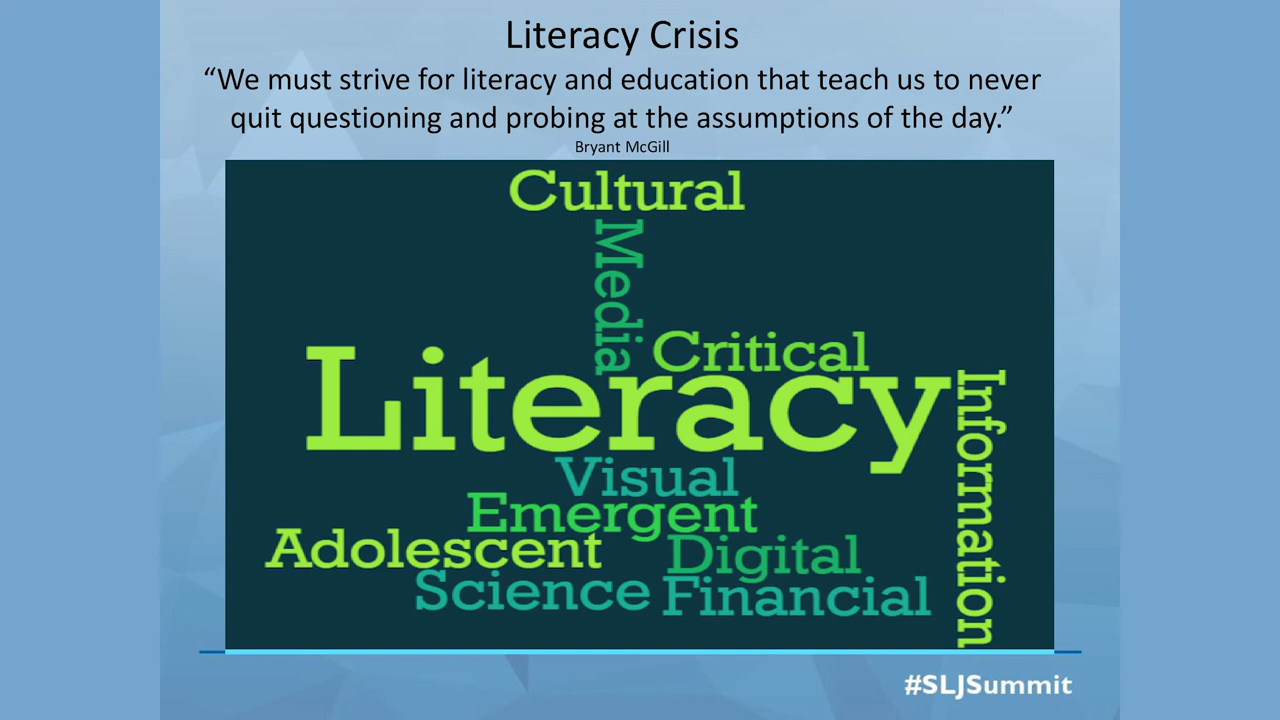 Literacy Crisis
“We must strive for literacy and education that teach us to never
quit questioning and probing at the assumptions of the day.”
Bryant McGill
Cultural
Media
Critical
Literacy
Information
Visual
Emergent
Adolescent
Digital
Science
Financial
#SLJSummit